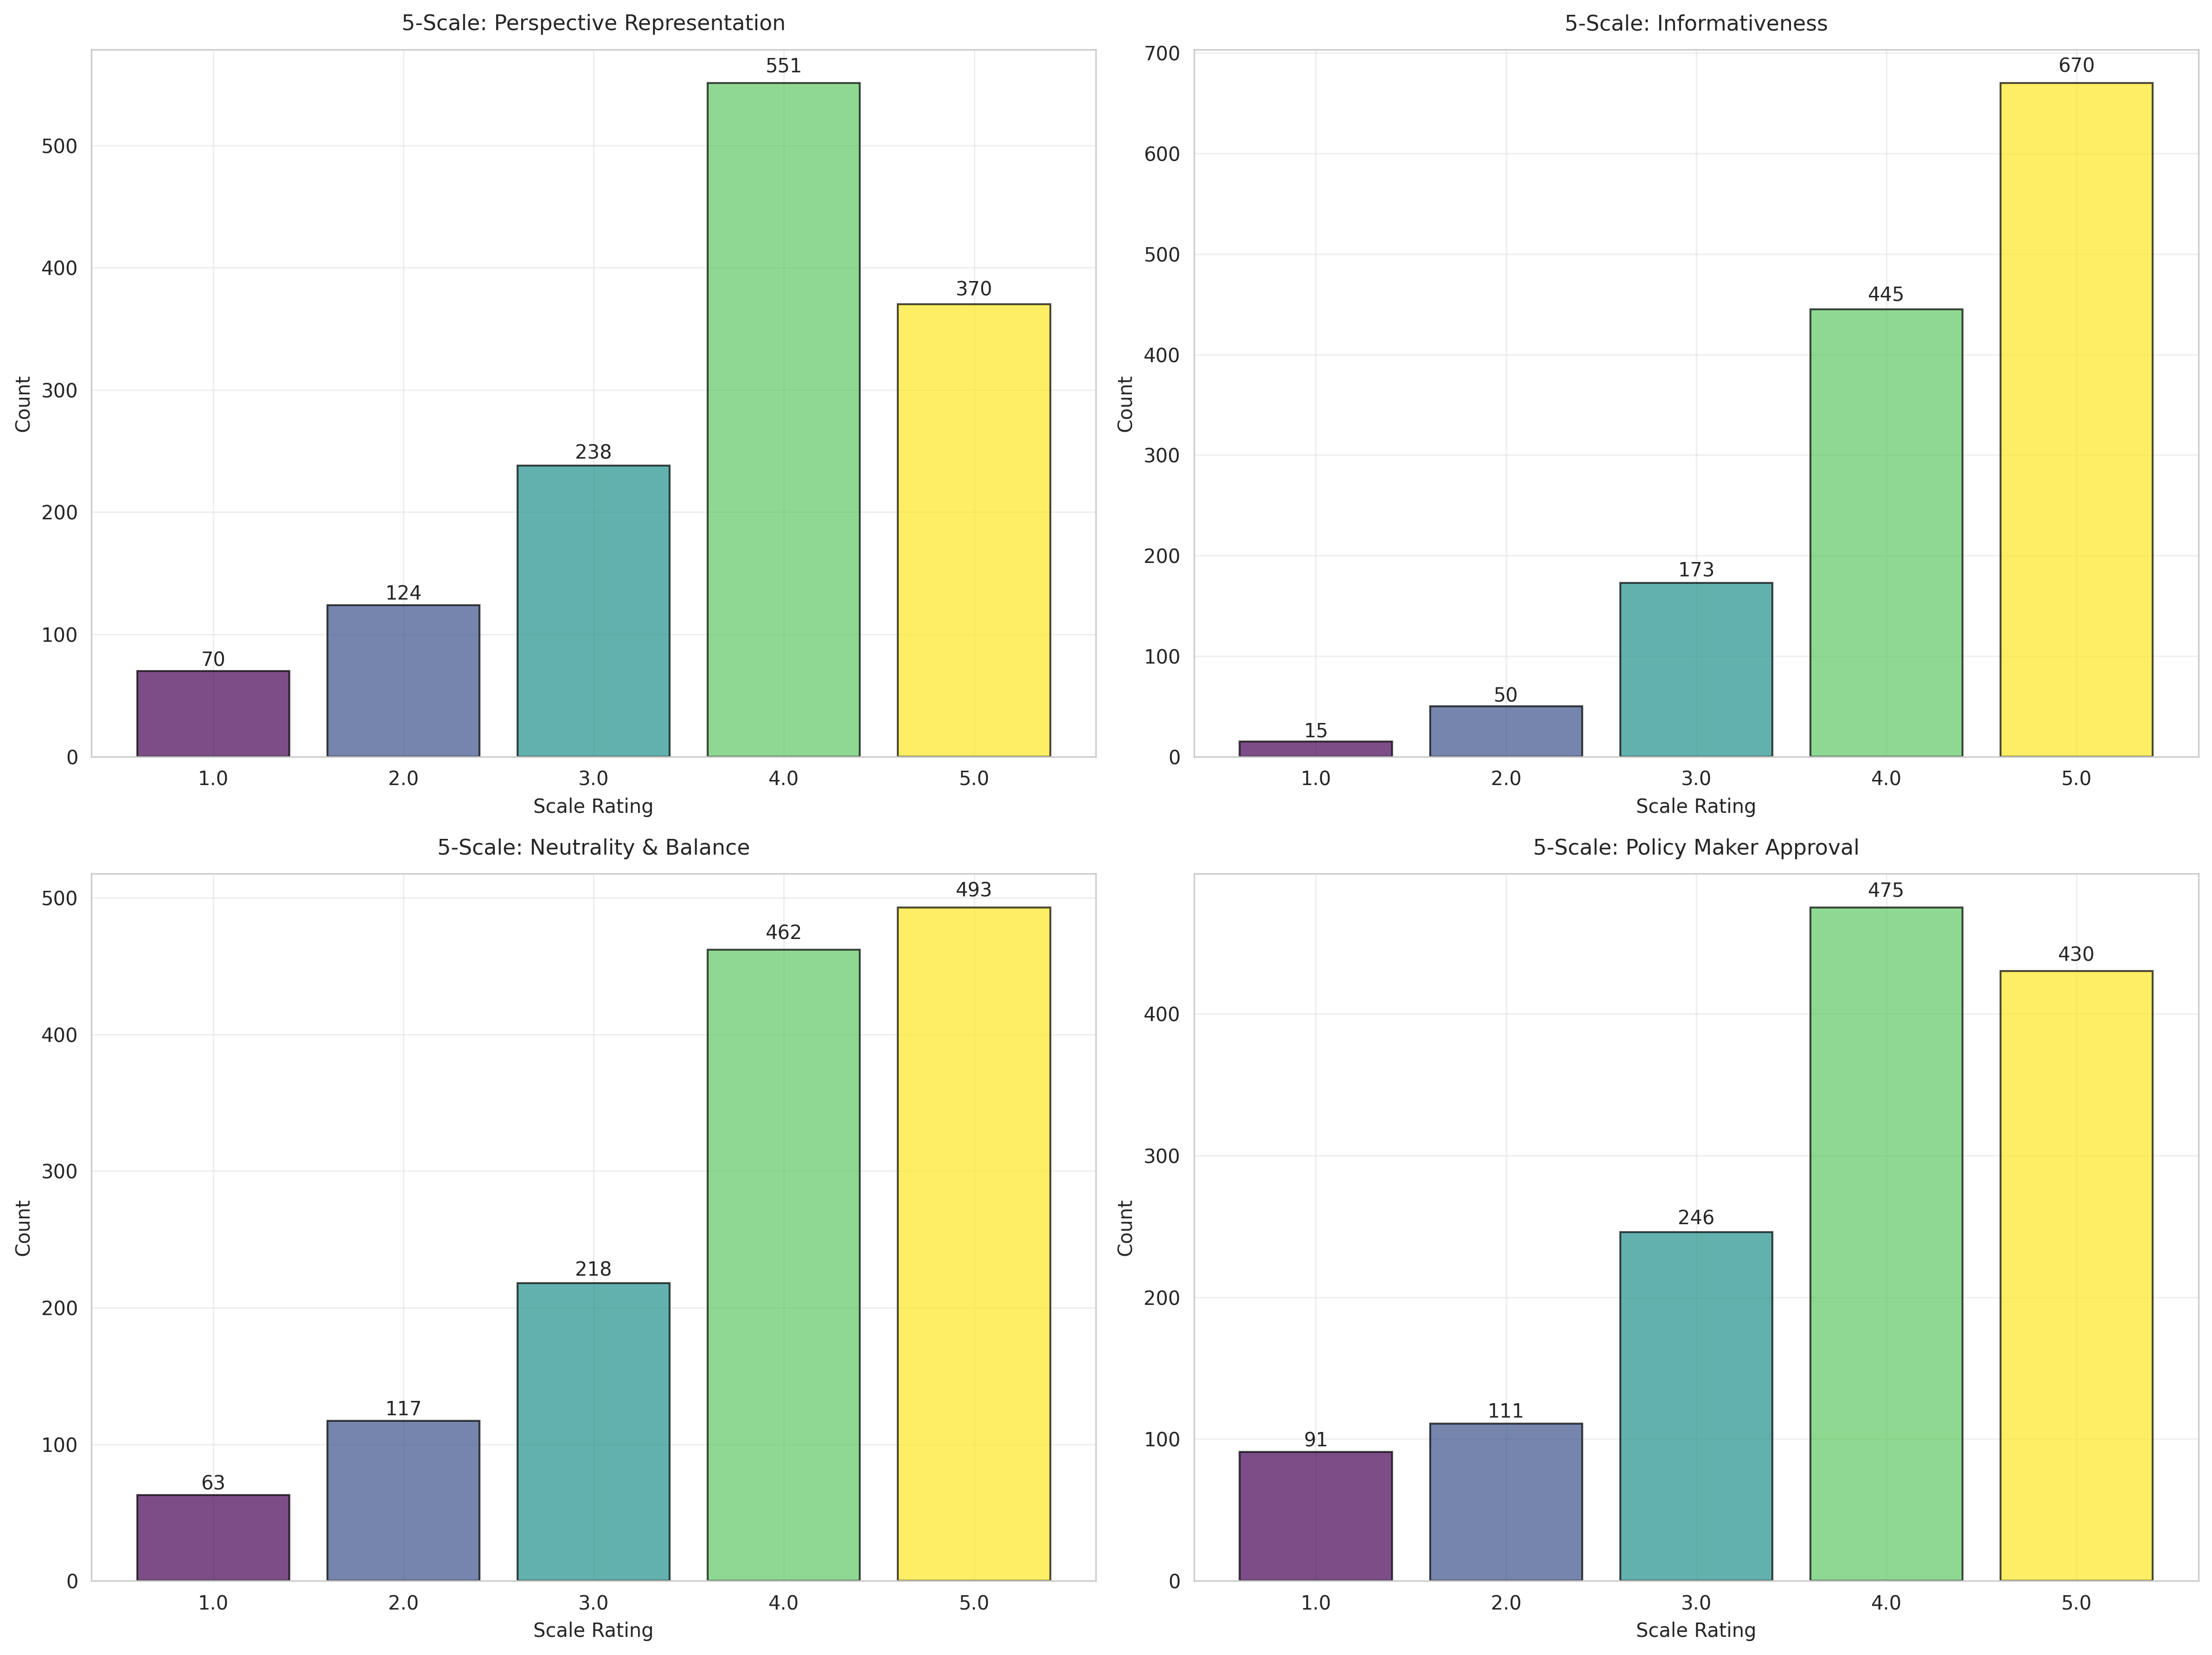 5-Scale: Perspective Representation
Count
500
400
300
200
100
0
70
124
238
551
370
1.0 2.0 3.0 4.0 5.0
Scale Rating
5-Scale: Informativeness
Count
700
600
500
400
300
200
100
0
15
50
173
445
670
1.0 2.0 3.0 4.0 5.0
Scale Rating
5-Scale: Neutrality & Balance
Count
500
400
300
200
100
0
63
117
218
462
493
1.0 2.0 3.0 4.0 5.0
Scale Rating
5-Scale: Policy Maker Approval
Count
400
300
200
100
0
91
111
246
475
430
1.0 2.0 3.0 4.0 5.0
Scale Rating